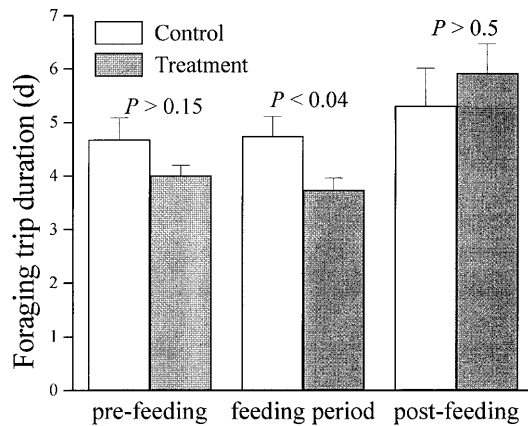 7
6
5
4
3
2
1
0
Foraging trip duration (d)
Control
Treatment
P > 0.15
P < 0.04
P > 0.5
pre-feeding
feeding period
post-feeding